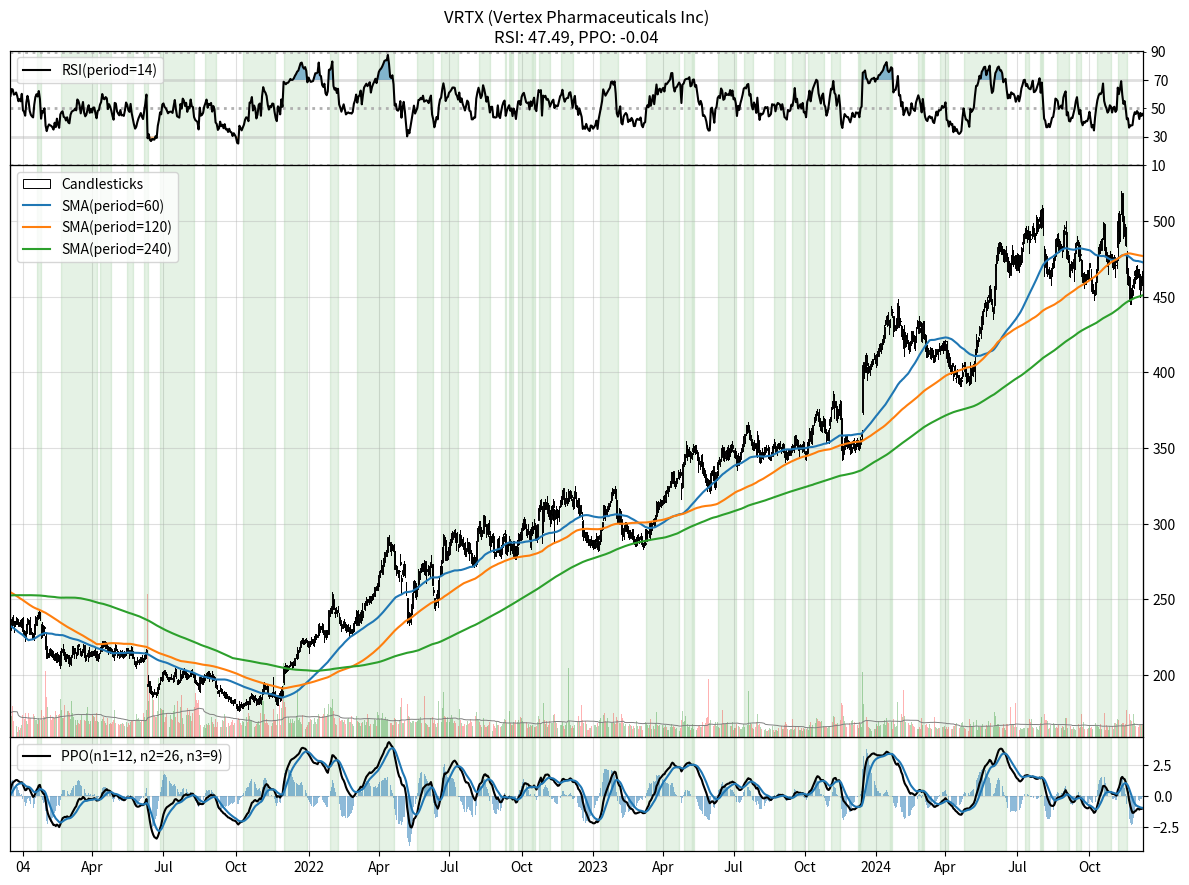 VRTX (Vertex Pharmaceuticals Inc)
RSI: 47.49, PPO: -0.04
RSI(period=14)
90
70
50
30
10
Candlesticks
SMA(period=60)
SMA(period=120)
SMA(period=240)
500
450
400
350
300
250
200
PPO(n1=12, n2=26, n3=9)
2.5
0.0
−2.5
04 Apr Jul Oct 2022 Apr Jul Oct 2023 Apr Jul Oct 2024 Apr Jul Oct